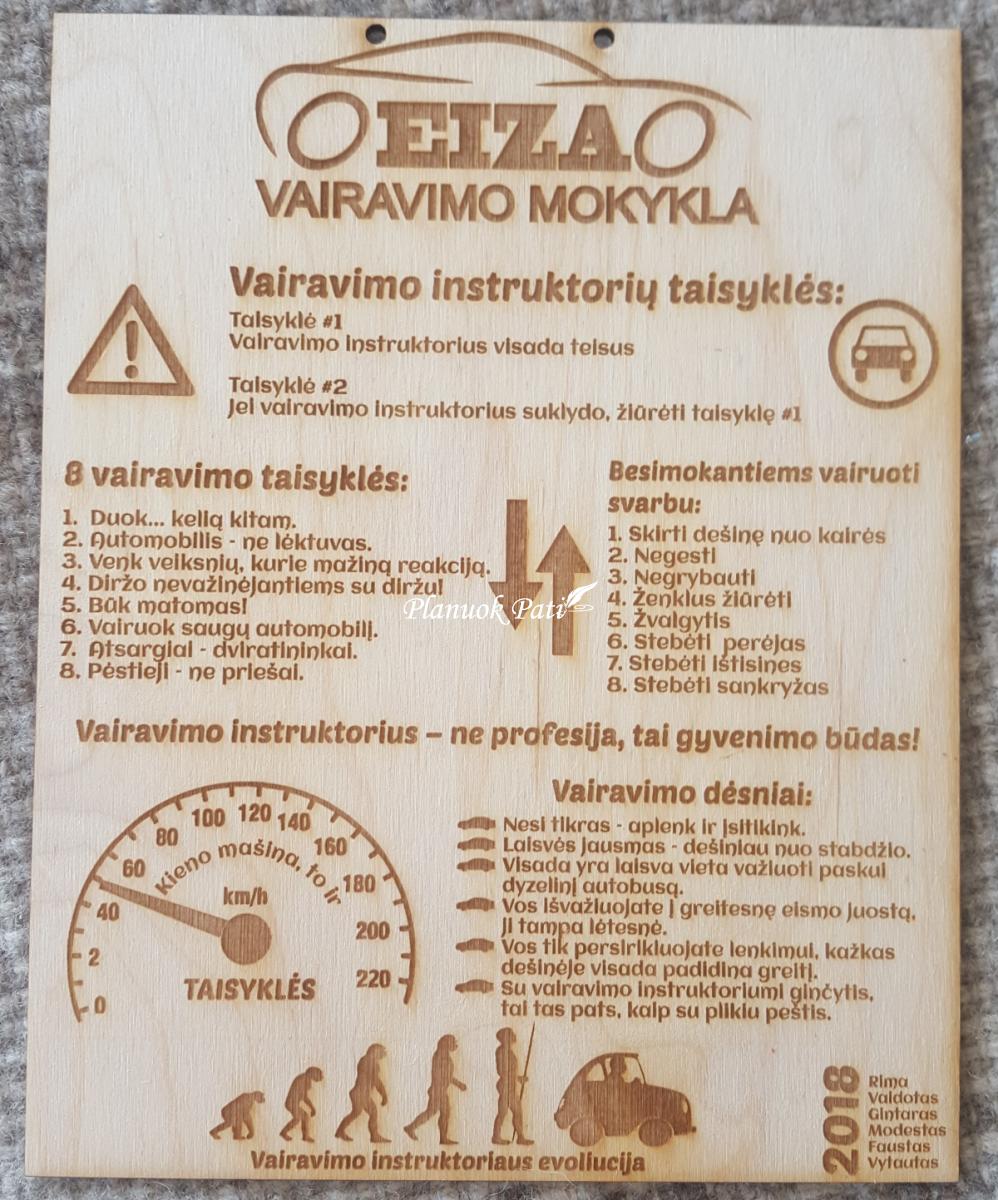 EIZA
VAIRAVIMO MOKYKLA
Vairavimo instruktorių taisyklės:
Taisyklė #1
Vairavimo instruktorius visada teisus
Taisyklė #2
Jei vairavimo instruktorius suklydo, žiūrėti taisyklę #1
8 vairavimo taisyklės:
1. Duok... kelią kitam.
2. Automobilis - ne lėktuvas.
3. Venk veiksnių, kurie mažina reakciją.
4. Diržo nevažinėjantiems su diržu!
5. Būk matomas!
6. Vairuok saugų automobilį.
7. Atsargiai - dviratininkai.
8. Pėstieji - ne priešai.
Besimokantiems vairuoti
svarbu:
1. Skirti dešinę nuo kairės
2. Negesti
3. Negrybauti
4. Ženklus žiūrėti
5. Žvalgytis
6. Stebėti perėjas
7. Stebėti ištisines
8. Stebėti sankryžas
Planuok Pati
Vairavimo instruktorius – ne profesija, tai gyvenimo būdas!
0 2 40 60 80 100 120 140 160 180 200 220
Kieno mašina, to ir
km/h
TAISYKLĖS
Vairavimo dėsniai:
Nesi tikras - aplenk ir įsitikink.
Laisvės jausmas - dešiniau nuo stabdžio.
Visada yra laisva vieta važiuoti paskui
dyzelinį autobusą.
Vos išvažiuojate į greitesnę eismo juostą,
ji tampa lėtesnė.
Vos tik persirikiuojate lenkimui, kažkas
dešinėje visada padidina greitį.
Su vairavimo instruktoriumi ginčytis,
tai tas pats, kaip su plikiu peštis.
Vairavimo instruktoriaus evoliucija
2018
Rima
Valdotas
Gintaras
Modestas
Faustas
Vytautas